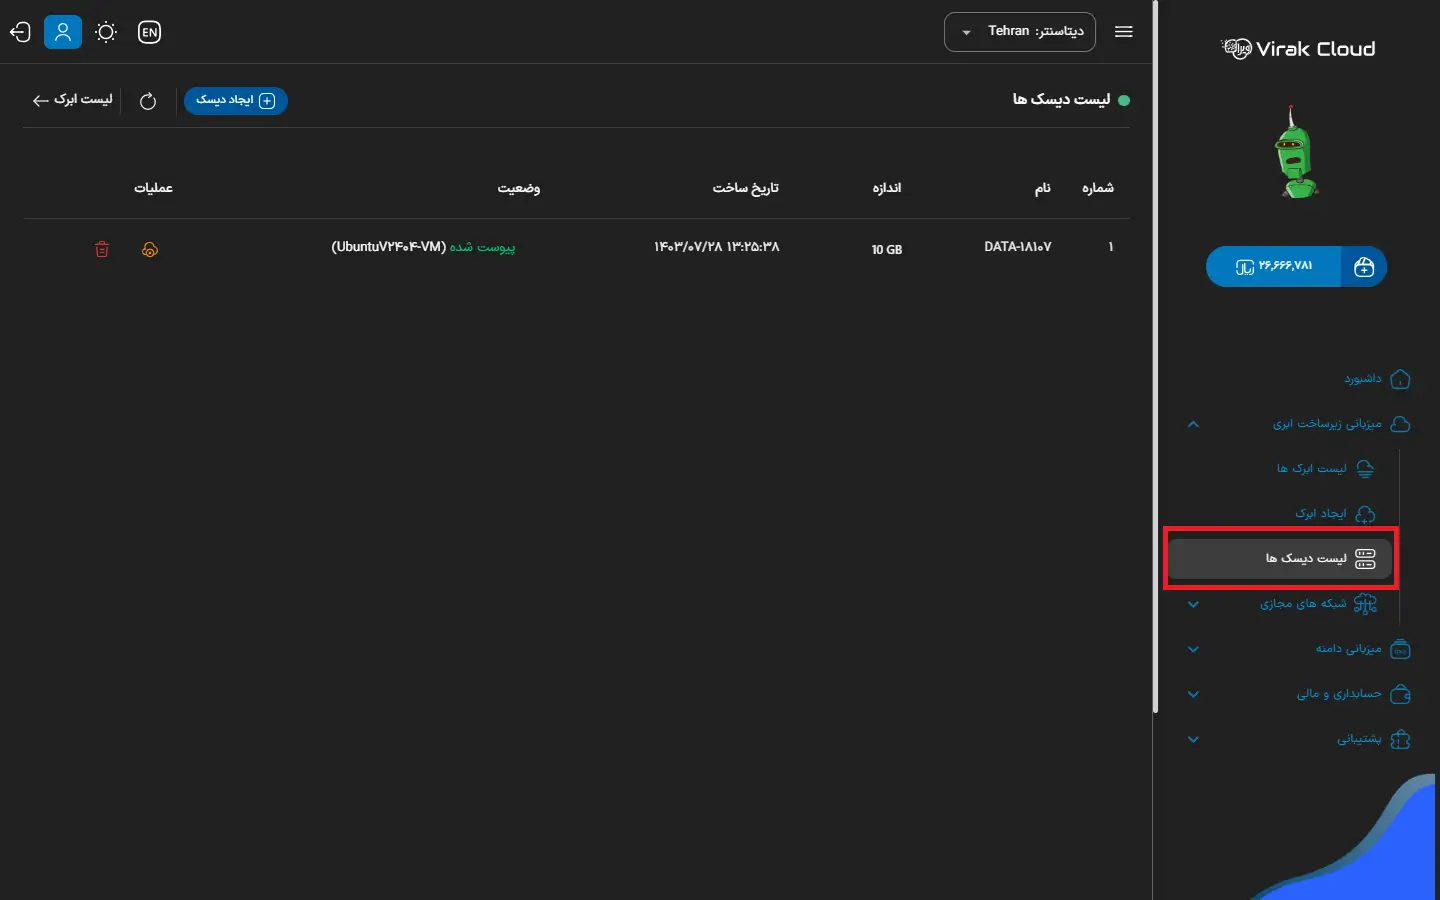 Virak Cloud
۲۶,۶۶۶,۷۸۱ ریال
داشبورد
میزبانی زیرساخت ابری
لیست ابرک ها
ایجاد ابرک
لیست دیسک ها
شبکه های مجازی
میزبانی دامنه
حسابداری و مالی
پشتیبانی
دیتاسنتر: Tehran
EN
لیست دیسک ها
ایجاد دیسک
لیست ابرک
شماره نام اندازه تاریخ ساخت وضعیت عملیات
۱ DATA-۱۸۱۰۷ 10 GB ۱۴۰۳/۰۷/۲۸ ۱۳:۲۵:۳۸ پیوست شده (UbuntuV۲۴۰۴-VM)